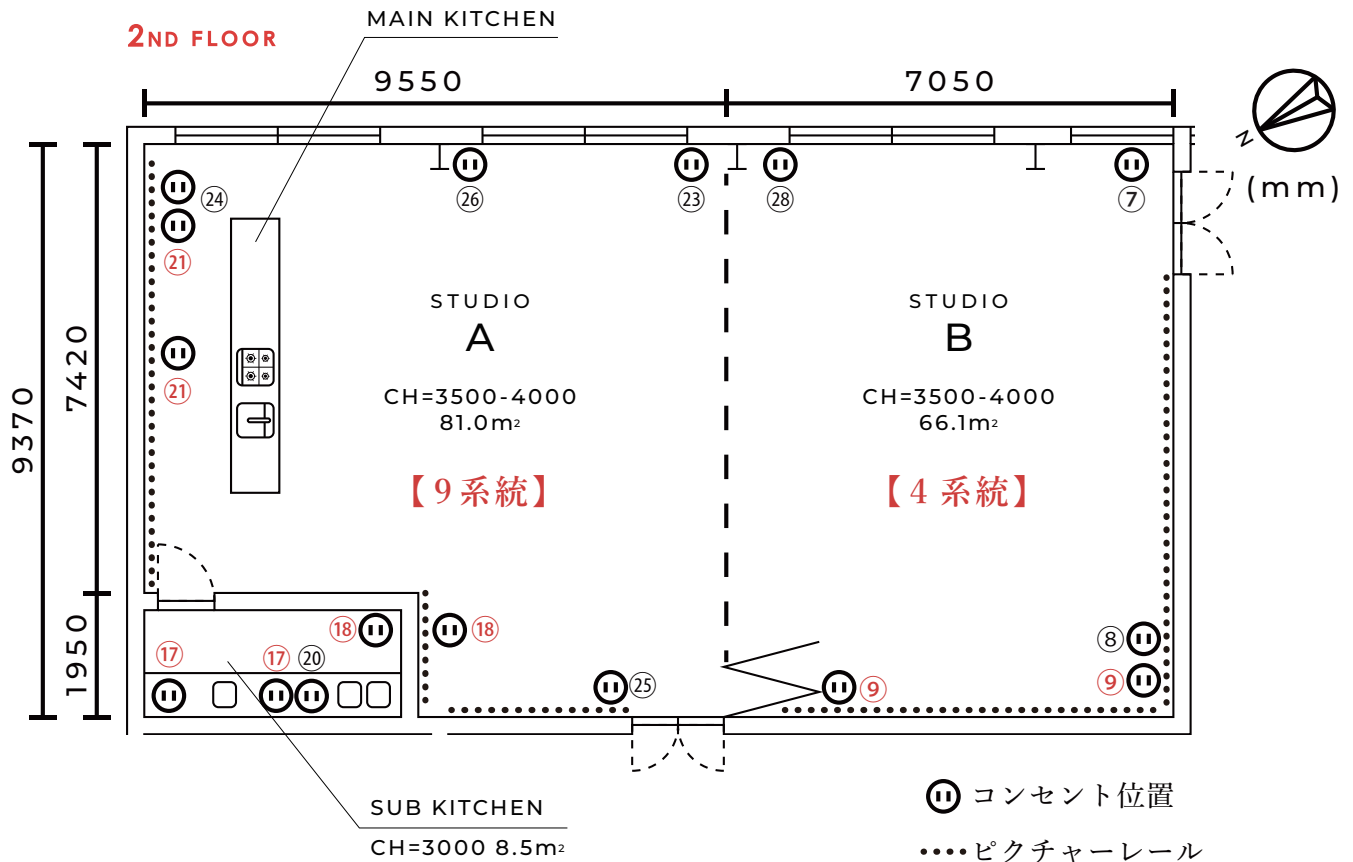 2ND FLOOR
MAIN KITCHEN
9550
7050
N
(mm)
㉔
㉖
㉓
㉘
⑦
㉑
㉑
9370
7420
1950
STUDIO
A
CH=3500-4000
81.0m²
【9系統】
STUDIO
B
CH=3500-4000
66.1m²
【4系統】
⑱
⑱
⑰
⑰
⑳
㉕
⑧
⑨
⑨
SUB KITCHEN
CH=3000 8.5m²
コンセント位置
ピクチャーレール